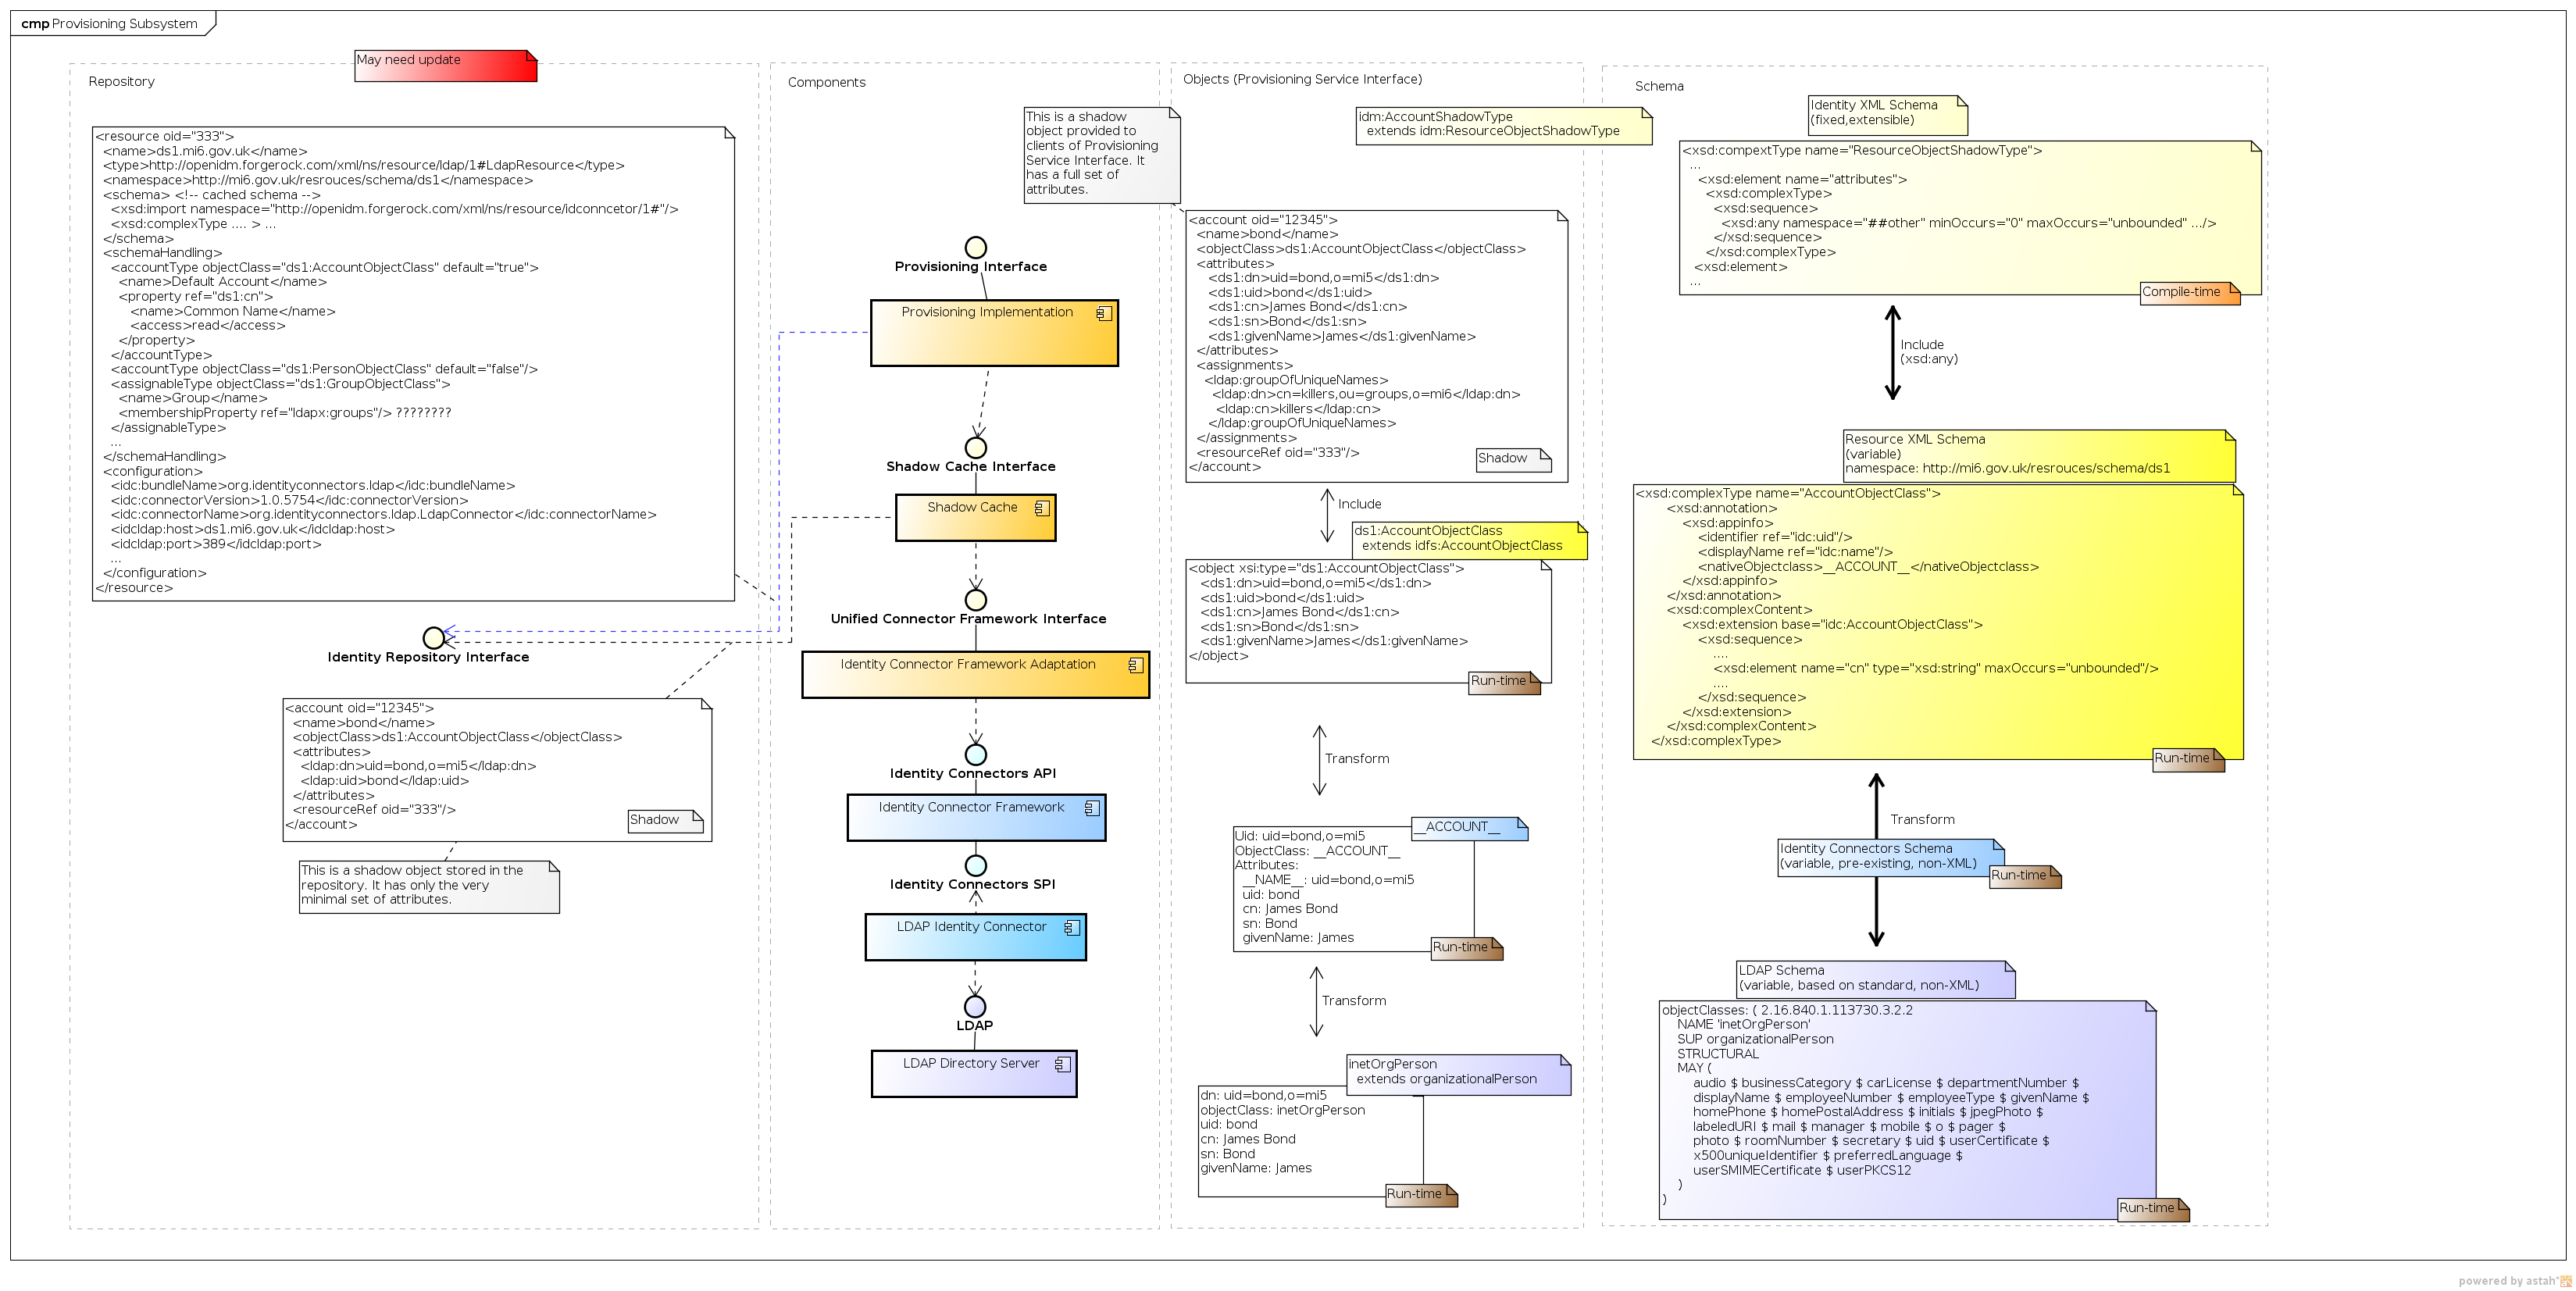 cmp Provisioning Subsystem
May need update
Repository
<resource oid="333">
<name>ds1.mi6.gov.uk</name>
<type>http://openidm.forgerock.com/xml/ns/resource/ldap/1#LdapResource</type>
<namespace>http://mi6.gov.uk/resrouces/schema/ds1</namespace>
<schema> <!-- cached schema -->
<xsd:import namespace="http://openidm.forgerock.com/xml/ns/resource/idconncetor/1#"/>
<xsd:complexType .... > ...
</schema>
<schemaHandling>
<accountType objectClass="ds1:AccountObjectClass" default="true">
<name>Default Account</name>
<property ref="ds1:cn">
<name>Common Name</name>
<access>read</access>
</property>
</accountType>
<accountType objectClass="ds1:PersonObjectClass" default="false"/>
<assignableType objectClass="ds1:GroupObjectClass">
<name>Group</name>
<membershipProperty ref="ldapx:groups"/> ????????
</assignableType>
...
</schemaHandling>
<configuration>
<idc:bundleName>org.identityconnectors.ldap</idc:bundleName>
<idc:connectorVersion>1.0.5754</idc:connectorVersion>
<idc:connectorName>org.identityconnectors.ldap.LdapConnector</idc:connectorName>
<idcldap:host>ds1.mi6.gov.uk</idcldap:host>
<idcldap:port>389</idcldap:port>
...
</configuration>
</resource>
Identity Repository Interface
<account oid="12345">
<name>bond</name>
<objectClass>ds1:AccountObjectClass</objectClass>
<attributes>
<ldap:dn>uid=bond,o=mi5</ldap:dn>
<ldap:uid>bond</ldap:uid>
</attributes>
<resourceRef oid="333"/>
</account>
Shadow
This is a shadow object stored in the
repository. It has only the very
minimal set of attributes.
Components
This is a shadow
object provided to
clients of Provisioning
Service Interface. It
has a full set of
attributes.
Provisioning Interface
Provisioning Implementation
Shadow Cache Interface
Shadow Cache
Unified Connector Framework Interface
Identity Connector Framework Adaptation
Identity Connectors API
Identity Connector Framework
Identity Connectors SPI
LDAP Identity Connector
LDAP
LDAP Directory Server
Objects (Provisioning Service Interface)
idm:AccountShadowType
extends idm:ResourceObjectShadowType
<account oid="12345">
<name>bond</name>
<objectClass>ds1:AccountObjectClass</objectClass>
<attributes>
<ds1:dn>uid=bond,o=mi5</ds1:dn>
<ds1:uid>bond</ds1:uid>
<ds1:cn>James Bond</ds1:cn>
<ds1:sn>Bond</ds1:sn>
<ds1:givenName>James</ds1:givenName>
</attributes>
<assignments>
<ldap:groupOfUniqueNames>
<ldap:dn>cn=killers,ou=groups,o=mi6</ldap:dn>
<ldap:cn>killers</ldap:cn>
</ldap:groupOfUniqueNames>
</assignments>
<resourceRef oid="333"/>
</account>
Shadow
Include
ds1:AccountObjectClass
extends idfs:AccountObjectClass
<object xsi:type="ds1:AccountObjectClass">
<ds1:dn>uid=bond,o=mi5</ds1:dn>
<ds1:uid>bond</ds1:uid>
<ds1:cn>James Bond</ds1:cn>
<ds1:sn>Bond</ds1:sn>
<ds1:givenName>James</ds1:givenName>
</object>
Run-time
Transform
__ACCOUNT__
Uid: uid=bond,o=mi5
ObjectClass: __ACCOUNT__
Attributes:
__NAME__: uid=bond,o=mi5
uid: bond
cn: James Bond
sn: Bond
givenName: James
Run-time
Transform
inetOrgPerson
extends organizationalPerson
dn: uid=bond,o=mi5
objectClass: inetOrgPerson
uid: bond
cn: James Bond
sn: Bond
givenName: James
Run-time
Schema
Identity XML Schema
(fixed,extensible)
<xsd:compextType name="ResourceObjectShadowType">
...
<xsd:element name="attributes">
<xsd:complexType>
<xsd:sequence>
<xsd:any namespace="##other" minOccurs="0" maxOccurs="unbounded" .../>
</xsd:sequence>
</xsd:complexType>
<xsd:element>
...
Compile-time
Include
(xsd:any)
Resource XML Schema
(variable)
namespace: http://mi6.gov.uk/resrouces/schema/ds1
<xsd:complexType name="AccountObjectClass">
<xsd:annotation>
<xsd:appinfo>
<identifier ref="idc:uid"/>
<displayName ref="idc:name"/>
<nativeObjectclass>__ACCOUNT__</nativeObjectclass>
</xsd:appinfo>
</xsd:annotation>
<xsd:complexContent>
<xsd:extension base="idc:AccountObjectClass">
<xsd:sequence>
....
<xsd:element name="cn" type="xsd:string" maxOccurs="unbounded"/>
....
</xsd:sequence>
</xsd:extension>
</xsd:complexContent>
</xsd:complexType>
Run-time
Transform
Identity Connectors Schema
(variable, pre-existing, non-XML)
Run-time
LDAP Schema
(variable, based on standard, non-XML)
objectClasses: ( 2.16.840.1.113730.3.2.2
NAME 'inetOrgPerson'
SUP organizationalPerson
STRUCTURAL
MAY (
audio $ businessCategory $ carLicense $ departmentNumber $
displayName $ employeeNumber $ employeeType $ givenName $
homePhone $ homePostalAddress $ initials $ jpegPhoto $
labeledURI $ mail $ manager $ mobile $ o $ pager $
photo $ roomNumber $ secretary $ uid $ userCertificate $
x500uniqueIdentifier $ preferredLanguage $
userSMIMECertificate $ userPKCS12
)
)
Run-time
powered by astah*